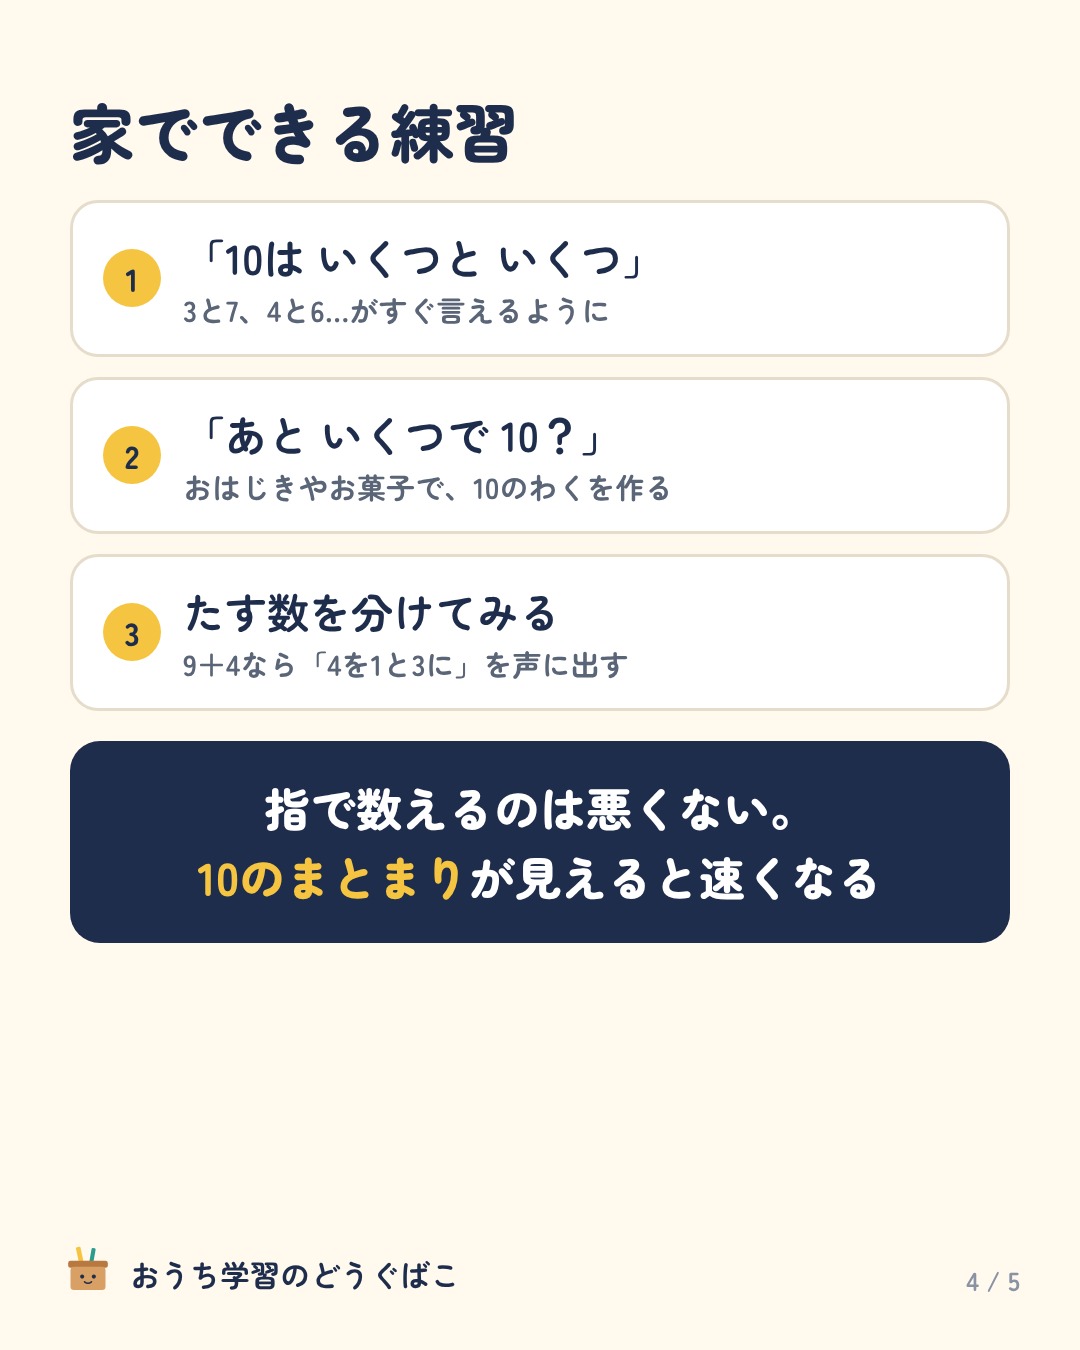 家でできる練習
1
「10は いくつと いくつ」
3と7、4と6…がすぐ言えるように
2
「あと いくつで 10？」
おはじきやお菓子で、10のわくを作る
3
たす数を分けてみる
9＋4なら「4を1と3に」を声に出す
指で数えるのは悪くない。
10のまとまりが見えると速くなる
おうち学習のどうぐばこ
4 / 5